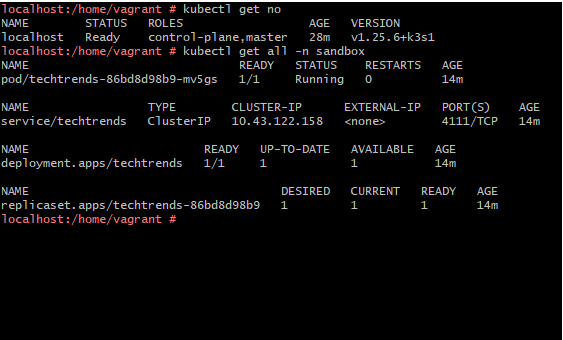 localhost:/home/vagrant # kubectl get no
NAME        STATUS   ROLES                  AGE   VERSION
localhost   Ready    control-plane,master   28m   v1.25.6+k3s1
localhost:/home/vagrant # kubectl get all -n sandbox
NAME                              READY   STATUS    RESTARTS   AGE
pod/techtrends-86bd8d98b9-mv5gs   1/1     Running   0          14m
NAME                 TYPE        CLUSTER-IP      EXTERNAL-IP   PORT(S)    AGE
service/techtrends   ClusterIP   10.43.122.158   <none>        4111/TCP   14m
NAME                         READY   UP-TO-DATE   AVAILABLE   AGE
deployment.apps/techtrends   1/1     1            1           14m
NAME                                    DESIRED   CURRENT   READY   AGE
replicaset.apps/techtrends-86bd8d98b9   1         1         1       14m
localhost:/home/vagrant #